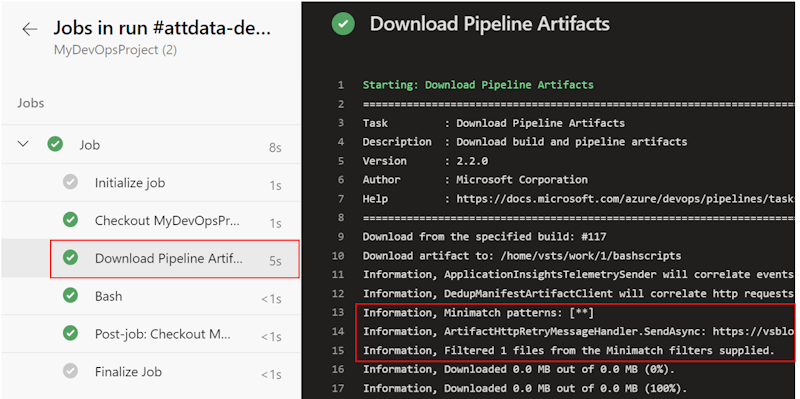 Jobs in run #attdata-de...
MyDevOpsProject (2)
Jobs
Job 8s
Initialize job 1s
Checkout MyDevOpsPr... 1s
Download Pipeline Artif... 5s
Bash <1s
Post-job: Checkout M... <1s
Finalize Job <1s
Download Pipeline Artifacts
1 Starting: Download Pipeline Artifacts
2 ==============================================================================
3 Task : Download Pipeline Artifacts
4 Description : Download build and pipeline artifacts
5 Version : 2.2.0
6 Author : Microsoft Corporation
7 Help : https://docs.microsoft.com/azure/devops/pipelines/task
8 ==============================================================================
9 Download from the specified build: #117
10 Download artifact to: /home/vsts/work/1/bashscripts
11 Information, ApplicationInsightsTelemetrySender will correlate events
12 Information, DedupManifestArtifactClient will correlate http requests
13 Information, Minimatch patterns: [**]
14 Information, ArtifactHttpRetryMessageHandler.SendAsync: https://vsblo
15 Information, Filtered 1 files from the Minimatch filters supplied.
16 Information, Downloaded 0.0 MB out of 0.0 MB (0%).
17 Information, Downloaded 0.0 MB out of 0.0 MB (100%).